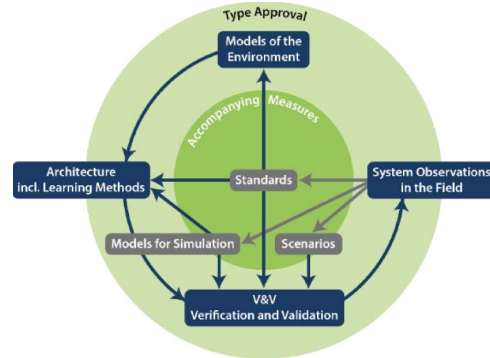 Type Approval
Models of the
Environment
Accompanying Measures
Architecture
incl. Learning Methods
Standards
System Observations
in the Field
Models for Simulation
Scenarios
V&V
Verification and Validation